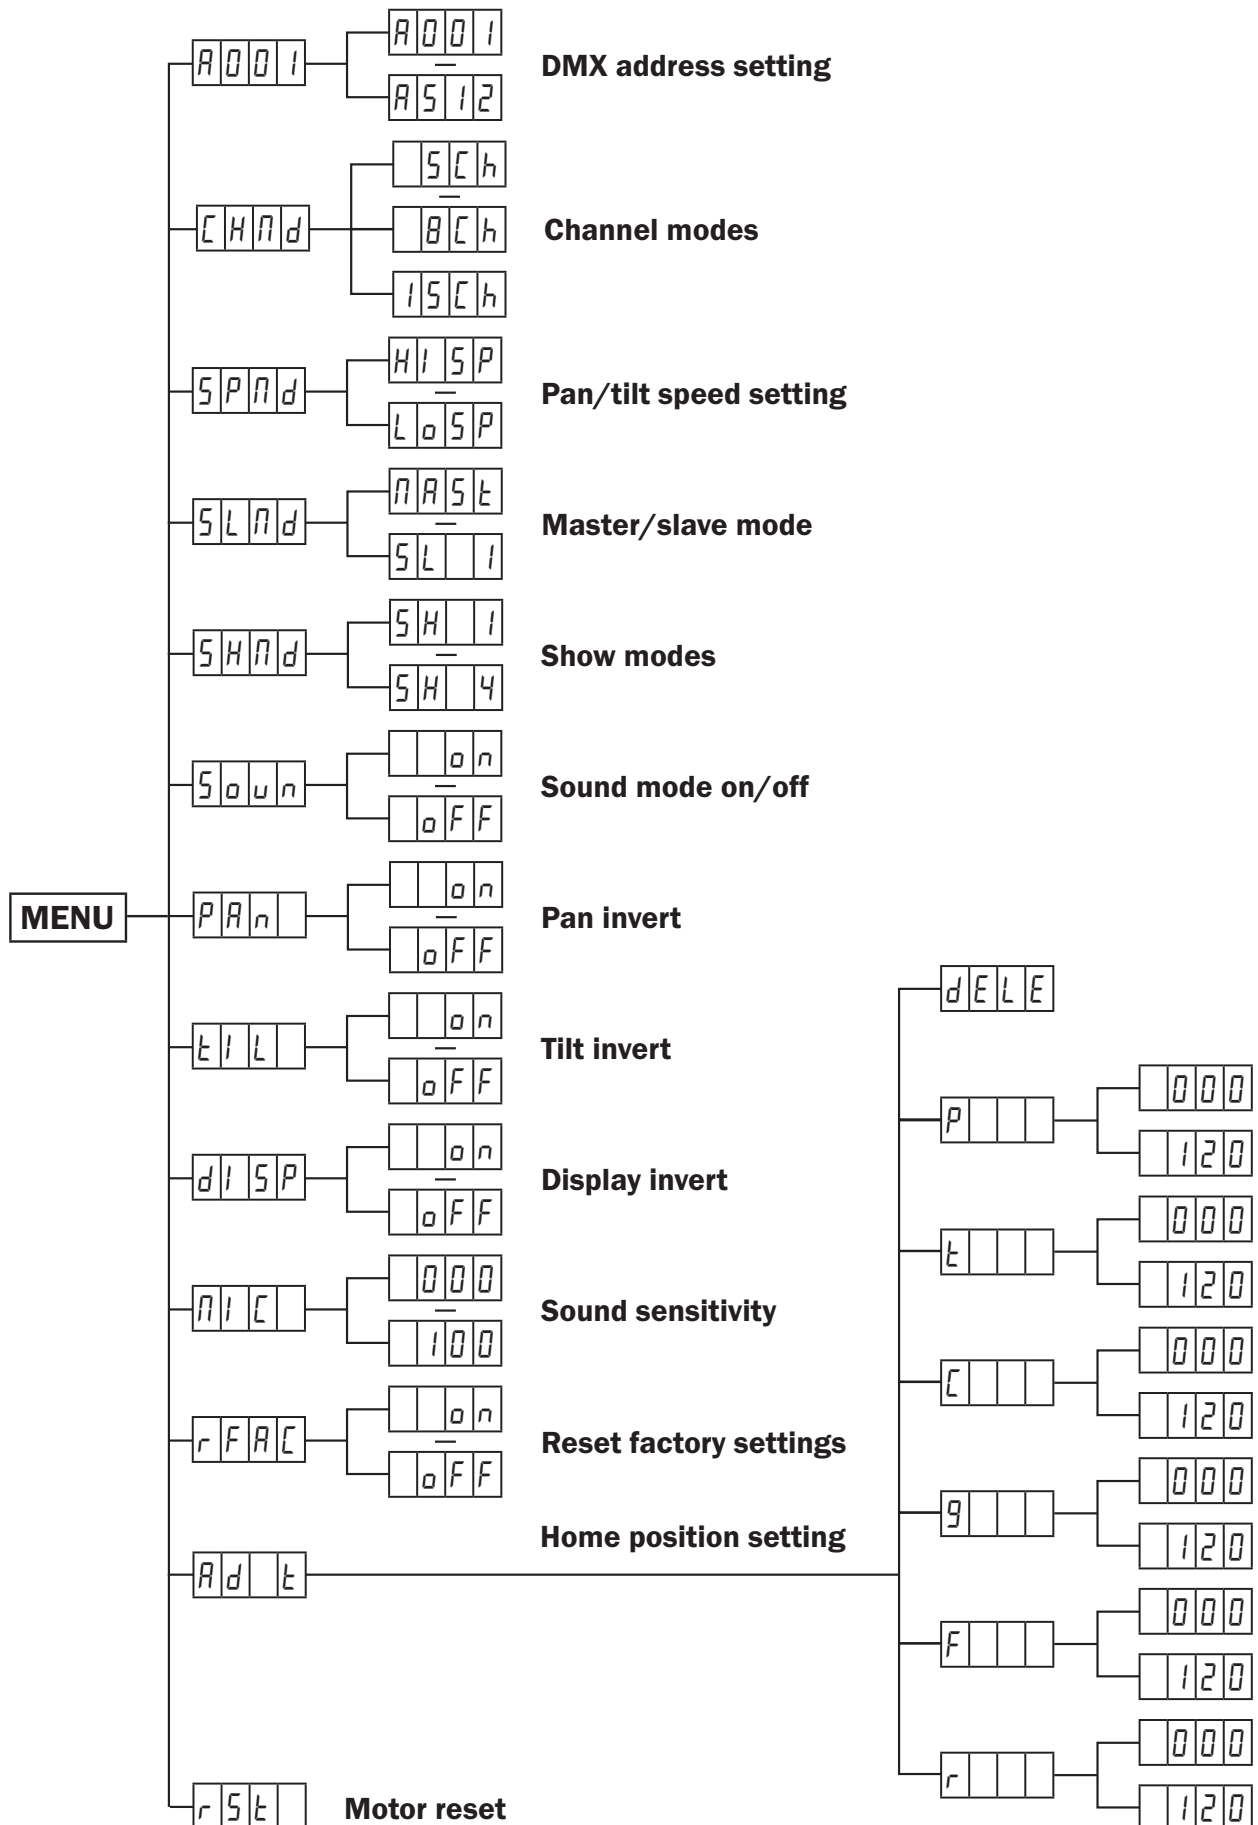 A001
A001
—
A512
DMX address setting
CHMd
5Ch
—
8Ch
15Ch
Channel modes
SPMd
HISP
—
LoSP
Pan/tilt speed setting
SLMd
MASt
—
SL 1
Master/slave mode
SHMd
SH 1
—
SH 4
Show modes
Soun
on
—
oFF
Sound mode on/off
MENU
PAn
on
—
oFF
Pan invert
tIL
on
—
oFF
Tilt invert
dISP
on
—
oFF
Display invert
MIC
000
—
100
Sound sensitivity
rFAC
on
—
oFF
Reset factory settings
Ad t
Home position setting
dELE
P
000
120
t
000
120
C
000
120
g
000
120
F
000
120
r
000
120
rSt
Motor reset